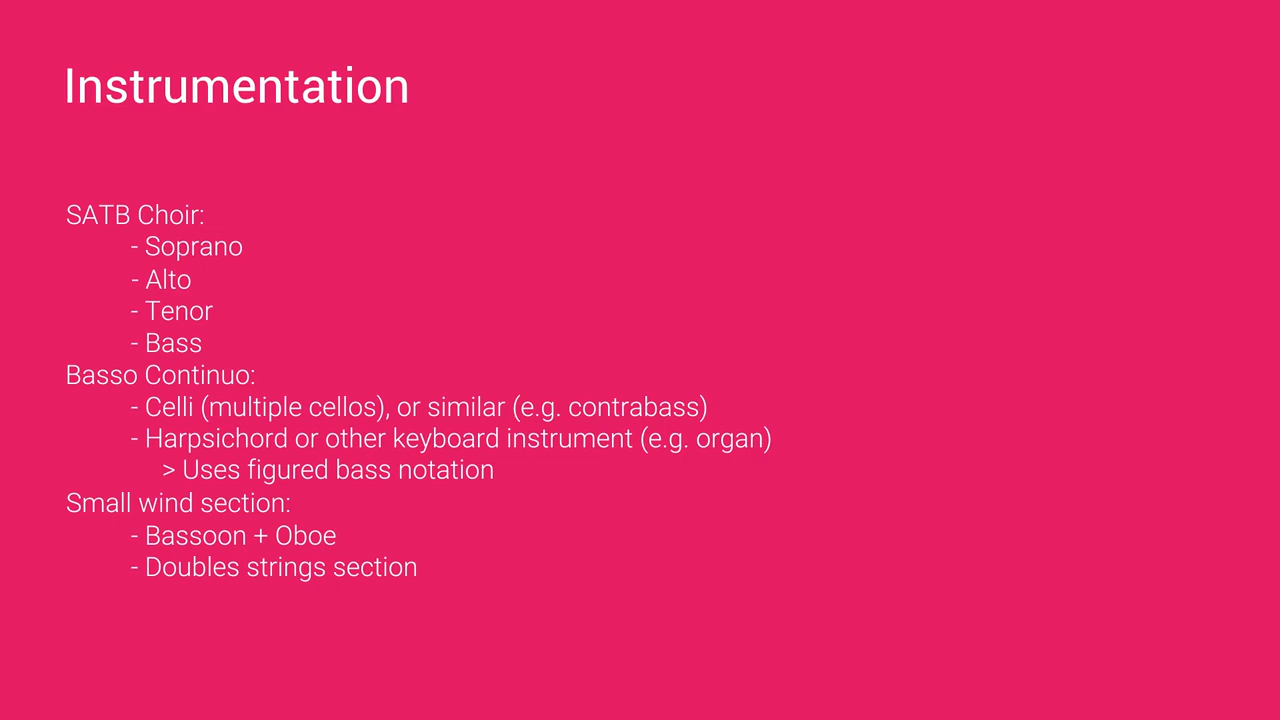 Instrumentation
SATB Choir:
- Soprano
- Alto
- Tenor
- Bass
Basso Continuo:
- Celli (multiple cellos), or similar (e.g. contrabass)
- Harpsichord or other keyboard instrument (e.g. organ)
> Uses figured bass notation
Small wind section:
- Bassoon + Oboe
- Doubles strings section